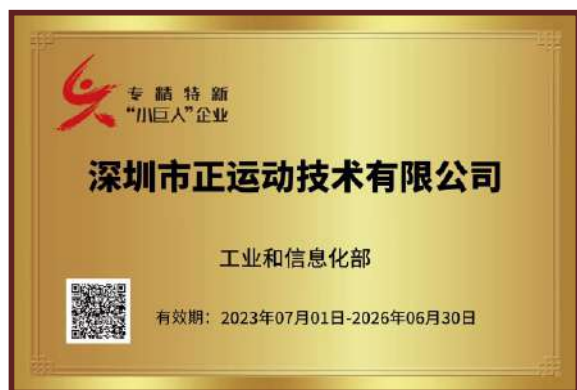 专精特新
“小巨人”企业
深圳市正运动技术有限公司
工业和信息化部
有效期：2023年07月01日-2026年06月30日